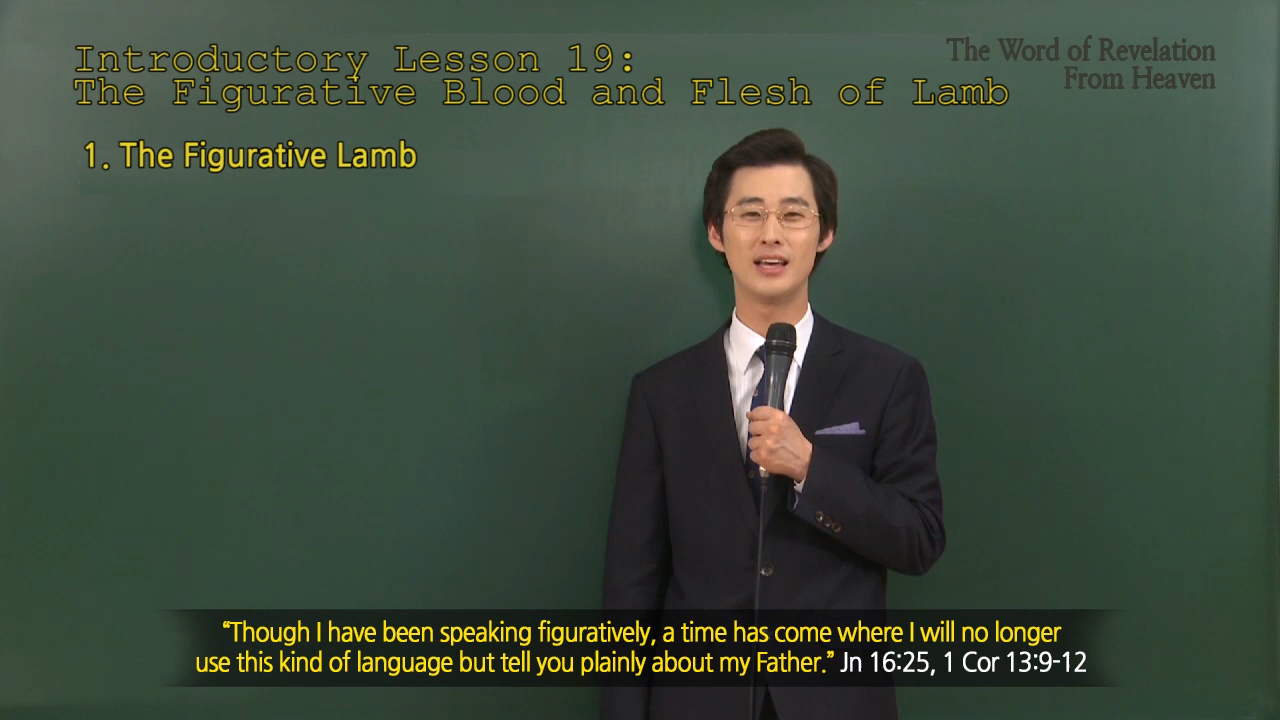 Introductory Lesson 19:
The Figurative Blood and Flesh of Lamb
The Word of Revelation
From Heaven
1. The Figurative Lamb
“Though I have been speaking figuratively, a time has come where I will no longer
use this kind of language but tell you plainly about my Father.” Jn 16:25, 1 Cor 13:9-12